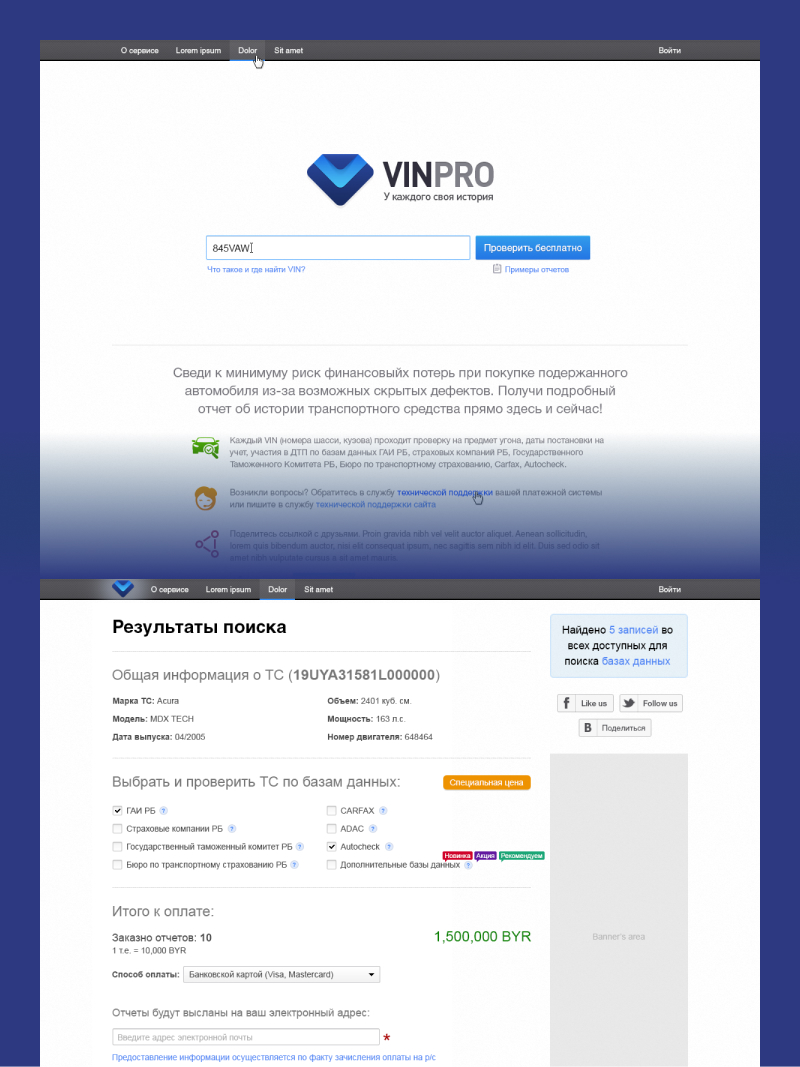 О сервисе Lorem ipsum Dolor Sit amet Войти
VINPRO
У каждого своя история
845VAW Проверить бесплатно
Что такое и где найти VIN? Примеры отчетов
Сведи к минимуму риск финансовыйх потерь при покупке подержанного
автомобиля из-за возможных скрытых дефектов. Получи подробный
отчет об истории транспортного средства прямо здесь и сейчас!
Каждый VIN (номера шасси, кузова) проходит проверку на предмет угона, даты постановки на
учет, участия в ДТП по базам данных ГАИ РБ, страховых компаний РБ, Государственного
Таможенного Комитета РБ, Бюро по транспортному страхованию, Carfax, Autocheck.
Возникли вопросы? Обратитесь в службу технической поддержки вашей платежной системы
или пишите в службу технической поддержки сайта
Поделитесь ссылкой с друзьями. Proin gravida nibh vel velit auctor aliquet. Aenean sollicitudin,
lorem quis bibendum auctor, nisi elit consequat ipsum, nec sagittis sem nibh id elit. Duis sed odio sit
amet nibh vulputate cursus a sit amet mauris.
О сервисе Lorem ipsum Dolor Sit amet Войти
Результаты поиска
Найдено 5 записей во
всех доступных для
поиска базах данных
Общая информация о ТС (19UYA31581L000000)
Марка ТС: Acura Объем: 2401 куб. см.
Модель: MDX TECH Мощность: 163 л.с.
Дата выпуска: 04/2005 Номер двигателя: 648464
Like us Follow us
В Поделиться
Выбрать и проверить ТС по базам данных: Специальная цена
ГАИ РБ ? CARFAX ?
Страховые компании РБ ? ADAC ?
Государственный таможенный комитет РБ ? Autocheck ?
Новинка Акция Рекомендуем
Бюро по транспортному страхованию РБ ? Дополнительные базы данных ?
Итого к оплате:
Заказно отчетов: 10 1,500,000 BYR
1 т.е. = 10,000 BYR
Banner's area
Способ оплаты: Банковской картой (Visa, Mastercard)
Отчеты будут высланы на ваш электронный адрес:
Введите адрес электронной почты *
Предоставление информации осуществляется по факту зачисления оплаты на р/с